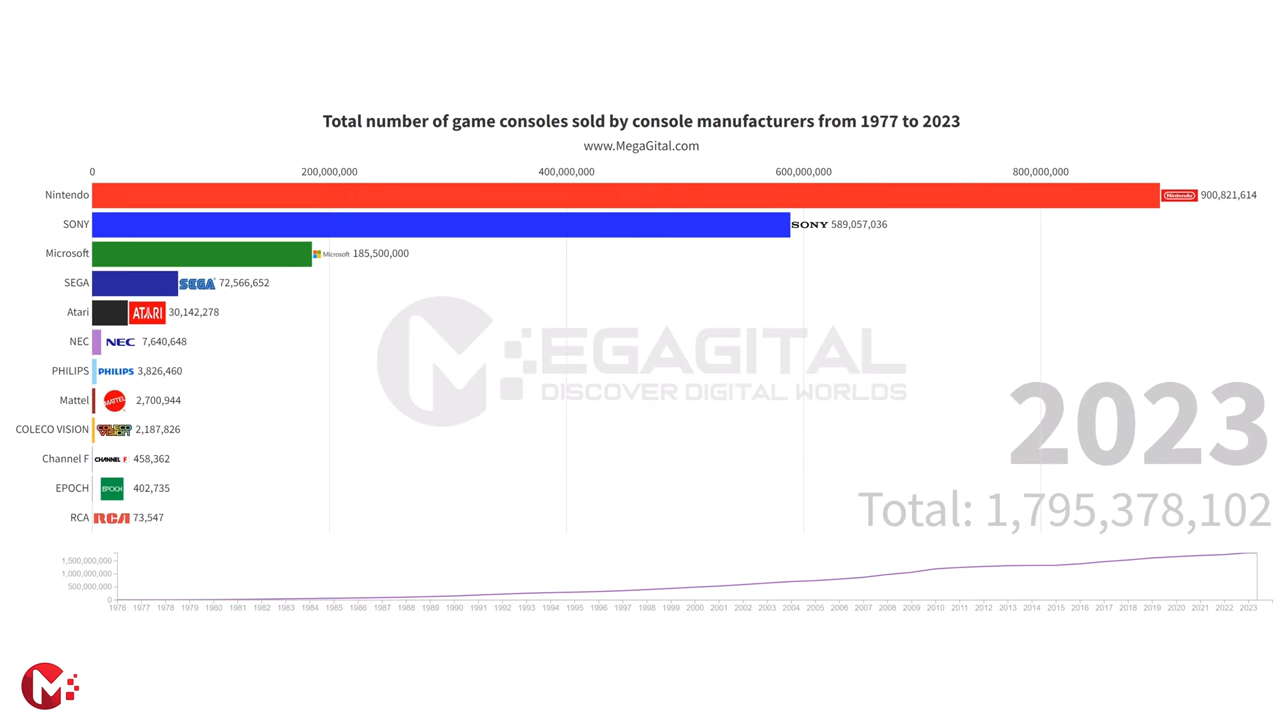 Total number of game consoles sold by console manufacturers from 1977 to 2023
www.MegaGital.com
0 200,000,000 400,000,000 600,000,000 800,000,000
Nintendo Nintendo 900,821,614
SONY SONY 589,057,036
Microsoft Microsoft 185,500,000
SEGA SEGA 72,566,652
Atari ATARI 30,142,278
NEC NEC 7,640,648
PHILIPS PHILIPS 3,826,460
Mattel MATTEL 2,700,944
COLECO VISION COLECO VISION 2,187,826
Channel F CHANNEL F 458,362
EPOCH EPOCH 402,735
RCA RCA 73,547
MEGAGITAL
DISCOVER DIGITAL WORLDS
2023
Total: 1,795,378,102
1,500,000,000
1,000,000,000
500,000,000
0
1976 1977 1978 1979 1980 1981 1982 1983 1984 1985 1986 1987 1988 1989 1990 1991 1992 1993 1994 1995 1996 1997 1998 1999 2000 2001 2002 2003 2004 2005 2006 2007 2008 2009 2010 2011 2012 2013 2014 2015 2016 2017 2018 2019 2020 2021 2022 2023
M